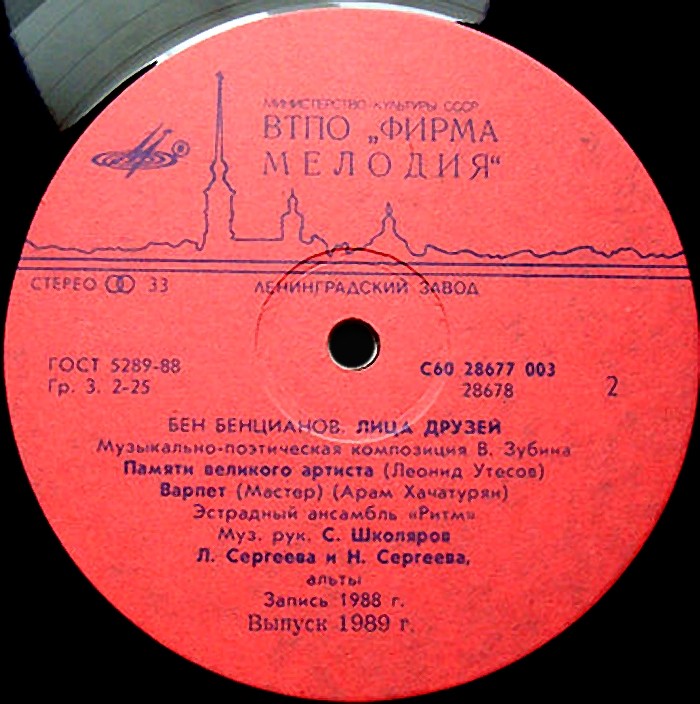 МИНИСТЕРСТВО КУЛЬТУРЫ СССР
ВТПО „ФИРМА
МЕЛОДИЯ“
®
СТЕРЕО 33
ЛЕНИНГРАДСКИЙ ЗАВОД
ГОСТ 5289-88
Гр. 3. 2-25
С60 28677 003
28678
2
БЕН БЕНЦИАНОВ. ЛИЦА ДРУЗЕЙ
Музыкально-поэтическая композиция В. Зубина
Памяти великого артиста (Леонид Утесов)
Варпет (Мастер) (Арам Хачатурян)
Эстрадный ансамбль «Ритм»
Муз. рук. С. Школяров
Л. Сергеева и Н. Сергеева,
альты
Запись 1988 г.
Выпуск 1989 г.